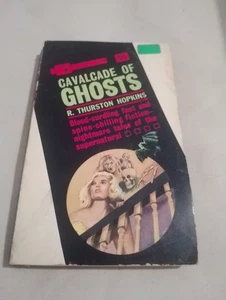 CAVALCADE OF
GHOSTS
R. THURSTON HOPKINS
Blood-curdling fact and
spine-chilling fiction-
nightmare tales of the
supernatural